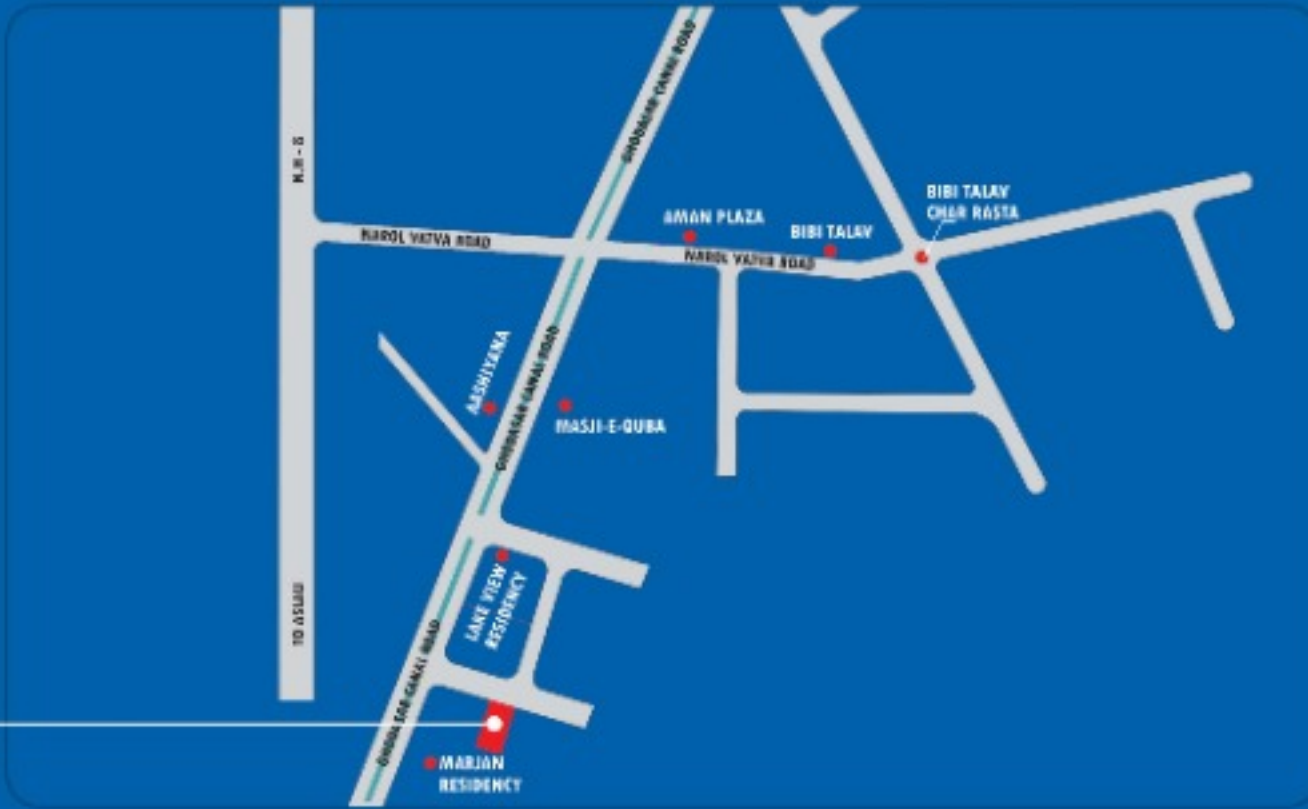 GHODASAR CANAL ROAD
N.H - 8
BIBI TALAV
CHAR RASTA
AMAN PLAZA
BIBI TALAV
NAROL VATVA ROAD
NAROL VATVA ROAD
AASHIYANA
GHODASAR CANAL ROAD
MASJI-E-QUBA
LAKE VIEW
RESIDENCY
TO ASLALI
GHODASAR CANAL ROAD
MARJAN
RESIDENCY